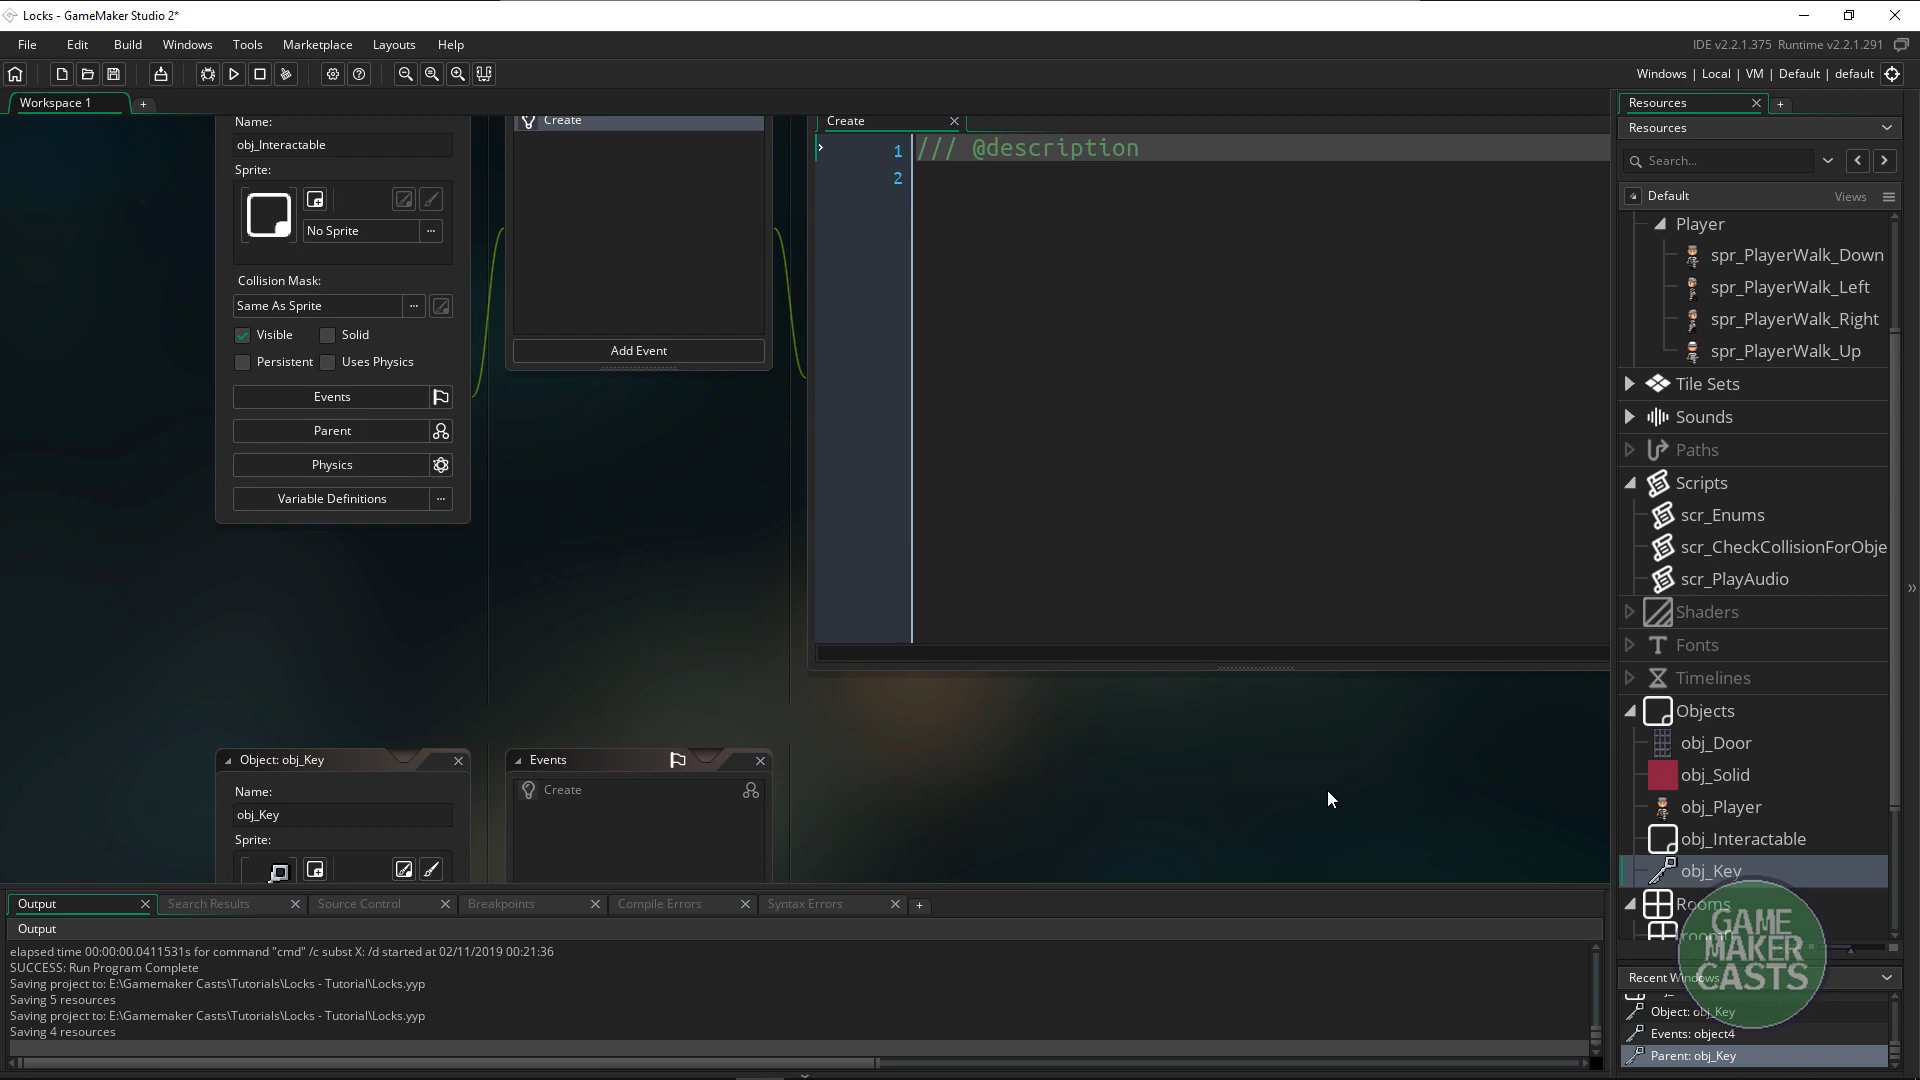 Locks - GameMaker Studio 2*
File Edit Build Windows Tools Marketplace Layouts Help
IDE v2.2.1.375 Runtime v2.2.1.291
Windows | Local | VM | Default | default
Workspace 1
Name:
obj_Interactable
Sprite:
No Sprite
Collision Mask:
Same As Sprite
Visible
Solid
Persistent
Uses Physics
Events
Parent
Physics
Variable Definitions
Create
Add Event
Create
1 /// @description
2
Object: obj_Key
Name:
obj_Key
Sprite:
Events
Create
Resources
Resources
Search...
Default
Views
Player
spr_PlayerWalk_Down
spr_PlayerWalk_Left
spr_PlayerWalk_Right
spr_PlayerWalk_Up
Tile Sets
Sounds
Paths
Scripts
scr_Enums
scr_CheckCollisionForObje
scr_PlayAudio
Shaders
Fonts
Timelines
Objects
obj_Door
obj_Solid
obj_Player
obj_Interactable
obj_Key
Rooms
GAME
MAKER
CASTS
Recent Windows
Object: obj_Key
Events: object4
Parent: obj_Key
Output Search Results Source Control Breakpoints Compile Errors Syntax Errors
Output
elapsed time 00:00:00.0411531s for command "cmd" /c subst X: /d started at 02/11/2019 00:21:36
SUCCESS: Run Program Complete
Saving project to: E:\Gamemaker Casts\Tutorials\Locks - Tutorial\Locks.yyp
Saving 5 resources
Saving project to: E:\Gamemaker Casts\Tutorials\Locks - Tutorial\Locks.yyp
Saving 4 resources